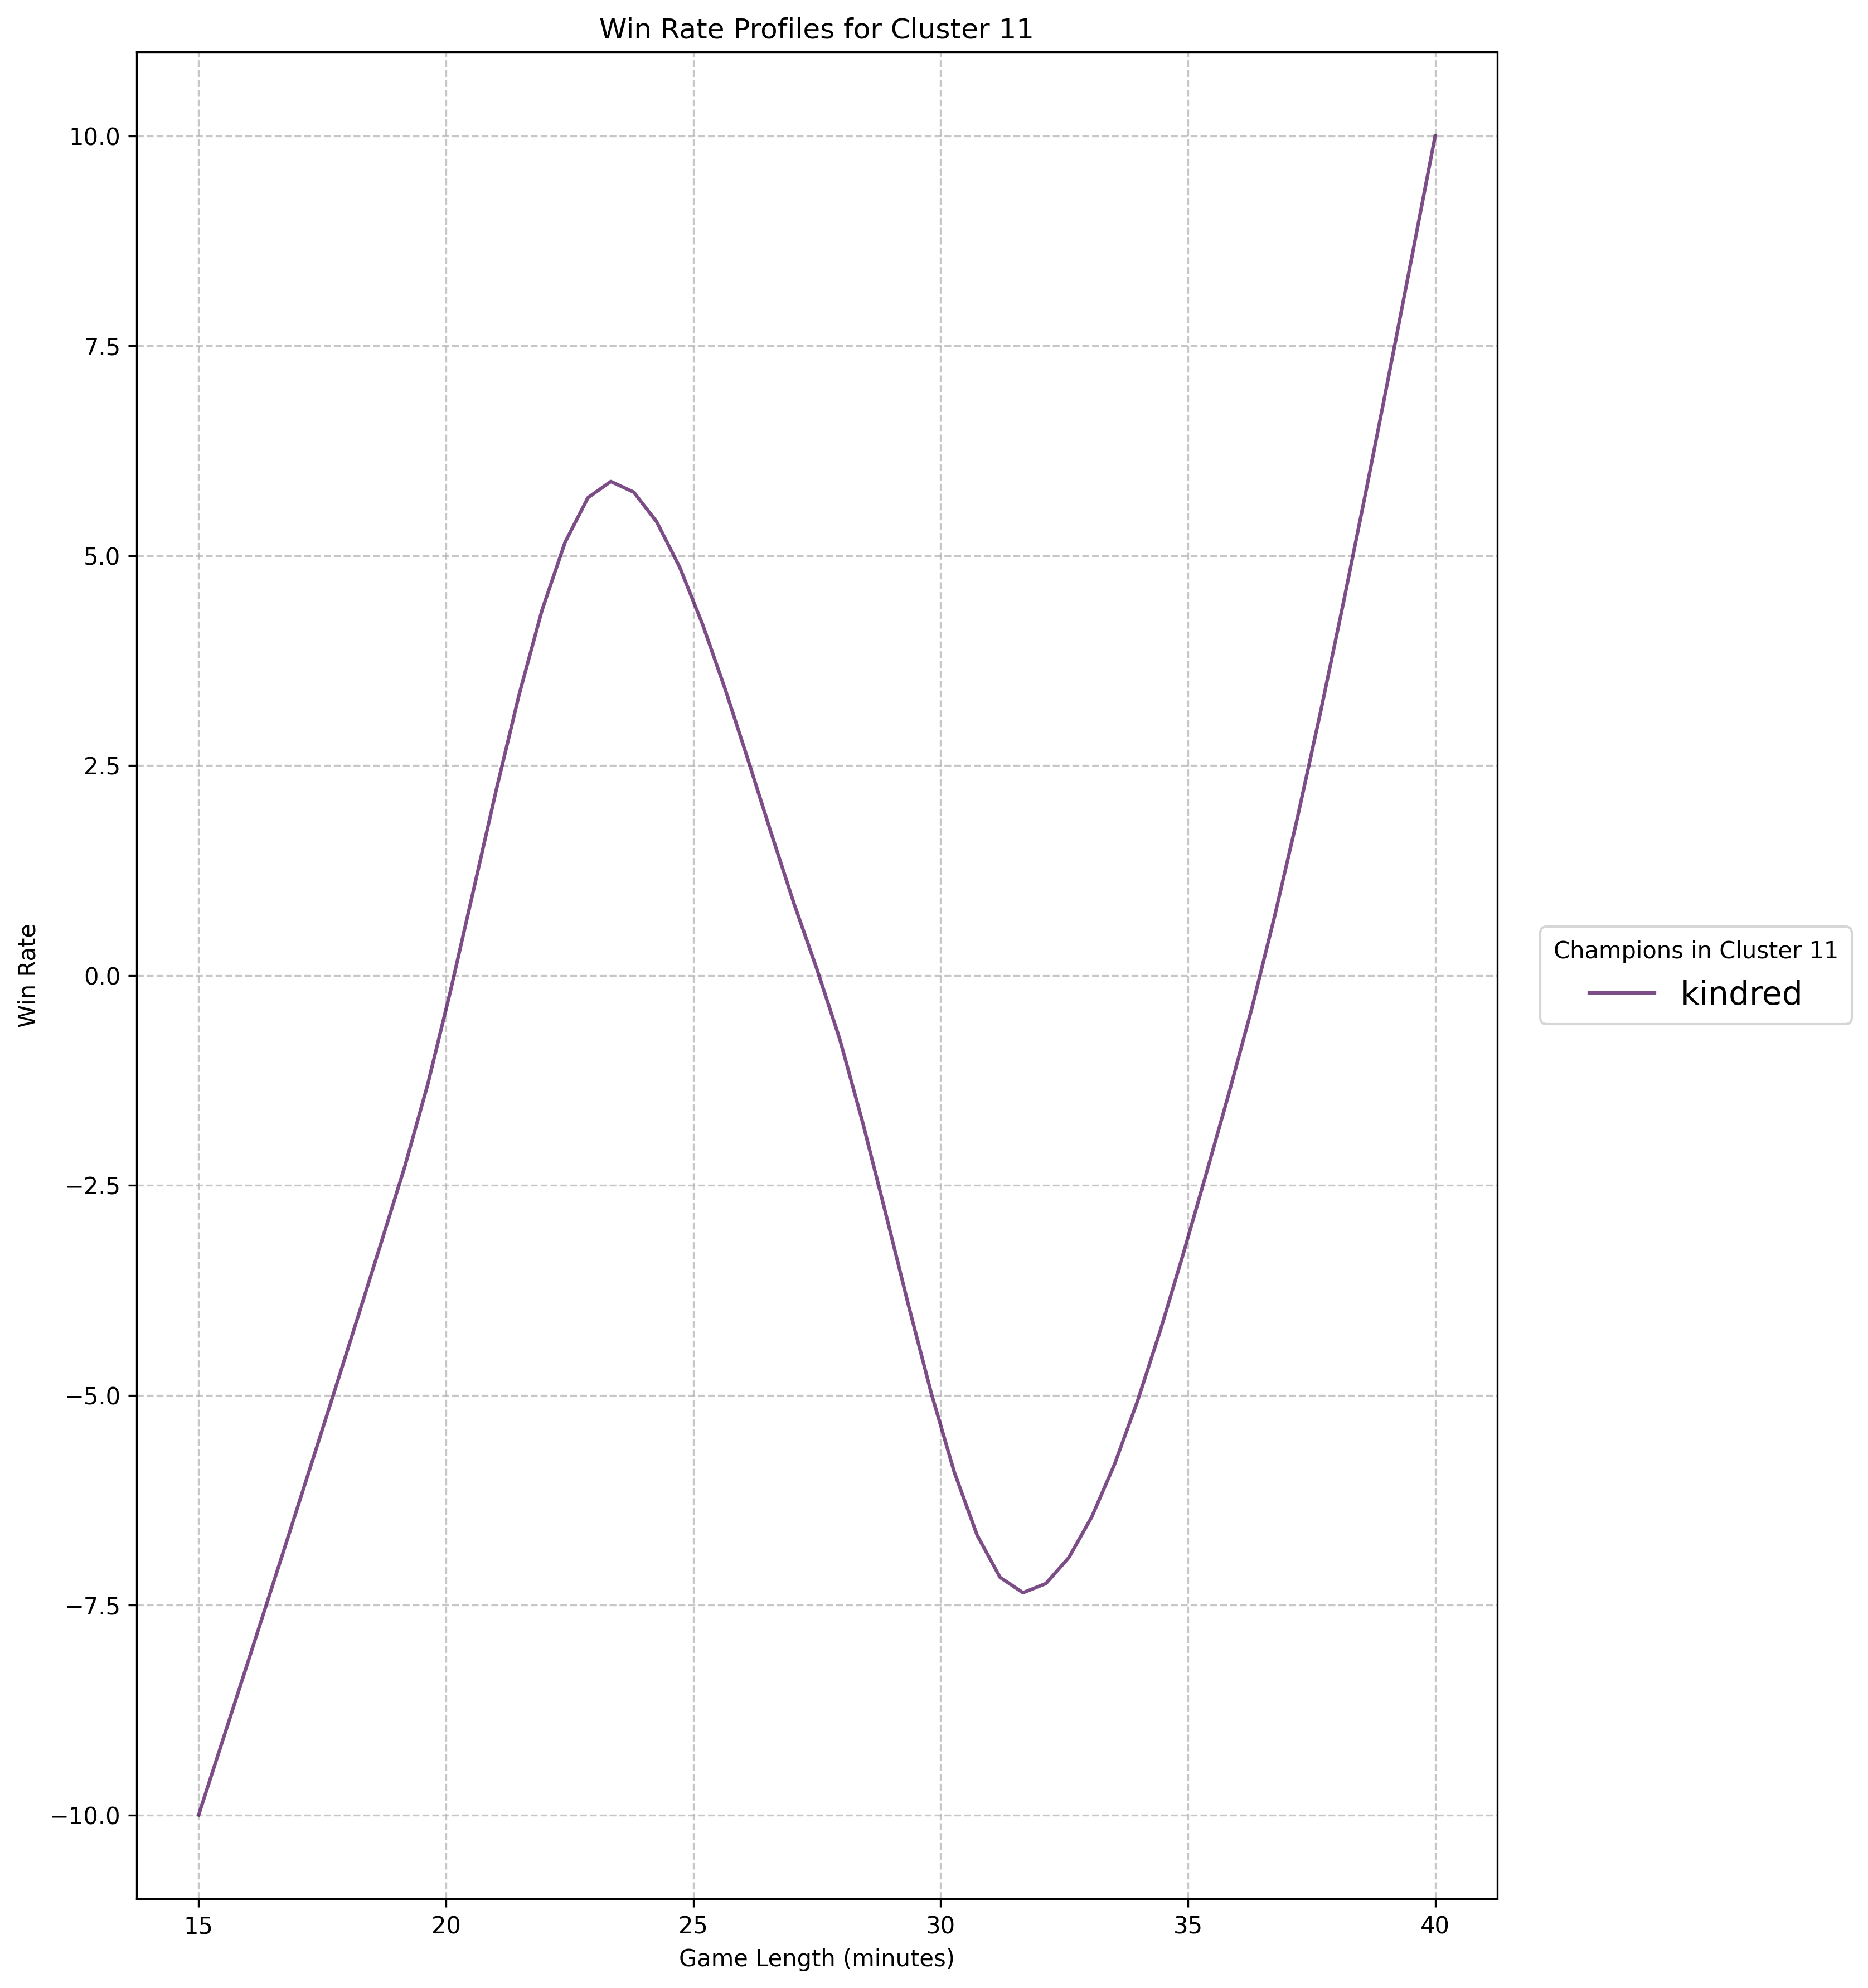 Win Rate Profiles for Cluster 11
10.0
7.5
5.0
2.5
0.0
−2.5
−5.0
−7.5
−10.0
Win Rate
15 20 25 30 35 40
Game Length (minutes)
Champions in Cluster 11
kindred